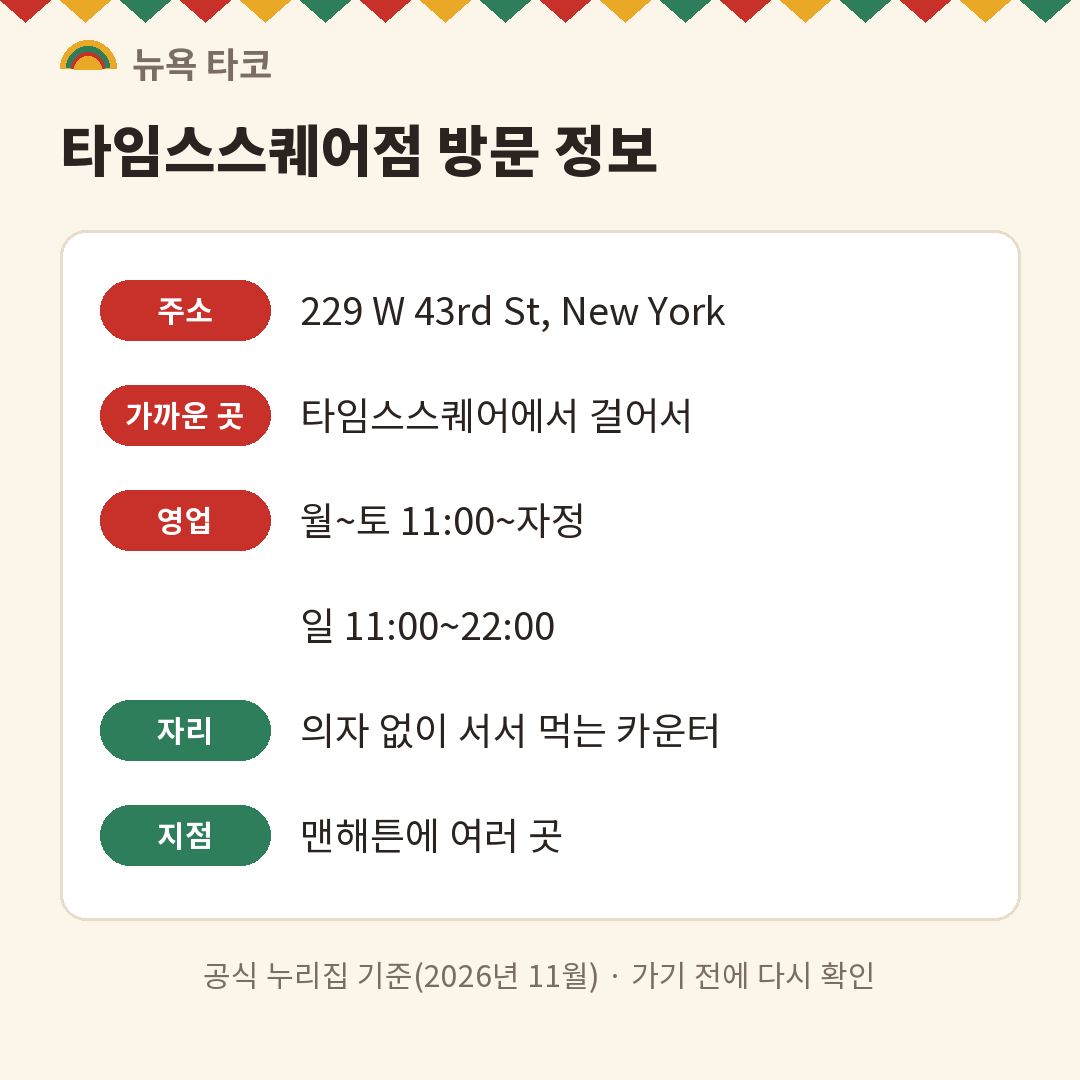 뉴욕 타코
타임스스퀘어점 방문 정보
주소 229 W 43rd St, New York
가까운 곳 타임스스퀘어에서 걸어서
영업 월~토 11:00~자정
일 11:00~22:00
자리 의자 없이 서서 먹는 카운터
지점 맨해튼에 여러 곳
공식 누리집 기준(2026년 11월) · 가기 전에 다시 확인